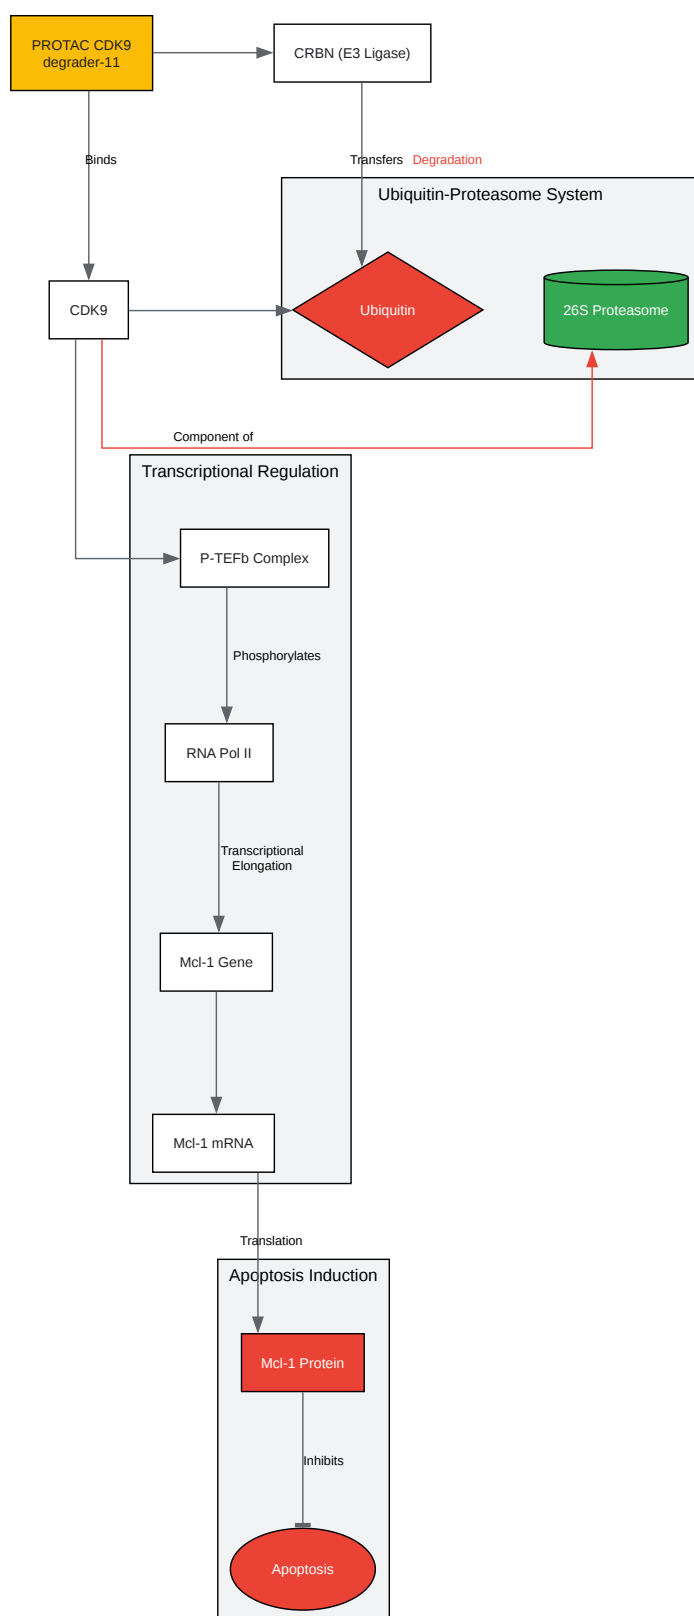 PROTAC CDK9
degrader-11
CRBN (E3 Ligase)
Binds
Transfers
Degradation
Ubiquitin-Proteasome System
CDK9
Ubiquitin
26S Proteasome
Component of
Transcriptional Regulation
P-TEFb Complex
Phosphorylates
RNA Pol II
Transcriptional
Elongation
Mcl-1 Gene
Mcl-1 mRNA
Translation
Apoptosis Induction
Mcl-1 Protein
Inhibits
Apoptosis